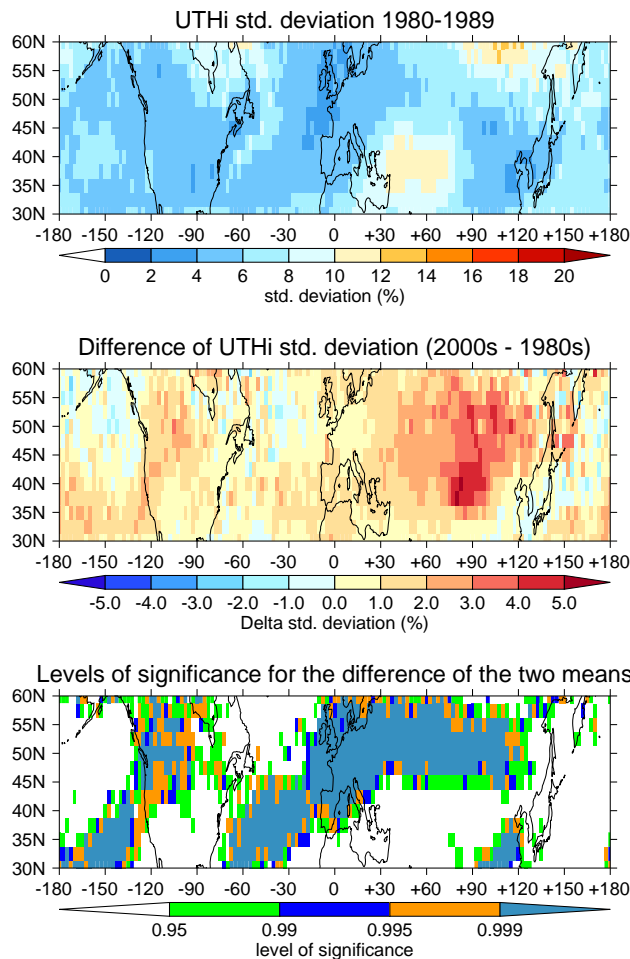 UTHi std. deviation 1980-1989
60N
55N
50N
45N
40N
35N
30N
-180 -150 -120 -90 -60 -30 0 +30 +60 +90 +120 +150 +180
0 2 4 6 8 10 12 14 16 18 20
std. deviation (%)
Difference of UTHi std. deviation (2000s - 1980s)
60N
55N
50N
45N
40N
35N
30N
-180 -150 -120 -90 -60 -30 0 +30 +60 +90 +120 +150 +180
-5.0 -4.0 -3.0 -2.0 -1.0 0.0 1.0 2.0 3.0 4.0 5.0
Delta std. deviation (%)
Levels of significance for the difference of the two means
60N
55N
50N
45N
40N
35N
30N
-180 -150 -120 -90 -60 -30 0 +30 +60 +90 +120 +150 +180
0.95 0.99 0.995 0.999
level of significance